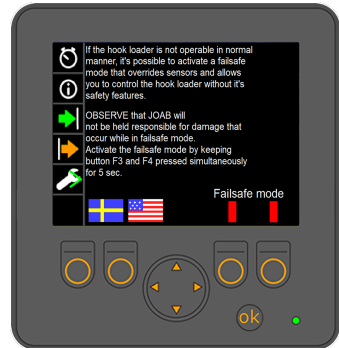 If the hook loader is not operable in normal
manner, it's possible to activate a failsafe
mode that overrides sensors and allows
you to control the hook loader without it's
safety features.
OBSERVE that JOAB will
not be held responsible for damage that
occur while in failsafe mode.
Activate the failsafe mode by keeping
button F3 and F4 pressed simultaneously
for 5 sec.
Failsafe mode
ok